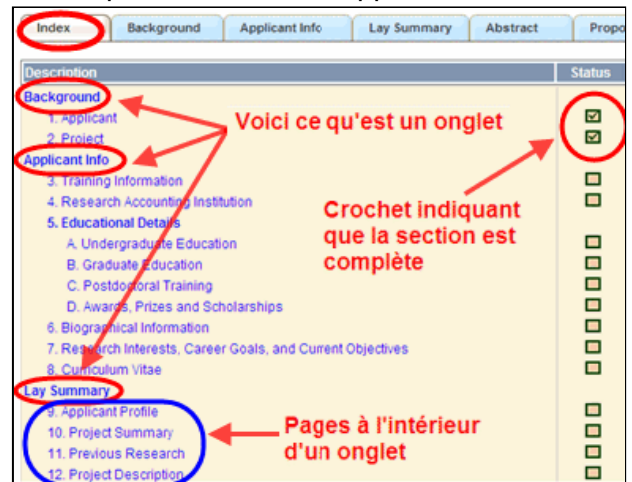 Index Background Applicant Info Lay Summary Abstract Propo
Description Status
Background
1. Applicant
2. Project
Voici ce qu'est un onglet
Applicant Info
3. Training Information
4. Research Accounting Institution
5. Educational Details
A. Undergraduate Education
B. Graduate Education
C. Postdoctoral Training
D. Awards, Prizes and Scholarships
Crochet indiquant
que la section est
complète
6. Biographical Information
7. Research Interests, Career Goals, and Current Objectives
8. Curriculum Vitae
Lay Summary
9. Applicant Profile
10. Project Summary
11. Previous Research
12. Project Description
Pages à l'intérieur
d'un onglet